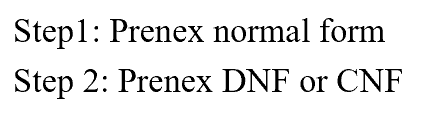 Step1: Prenex normal form
Step 2: Prenex DNF or CNF